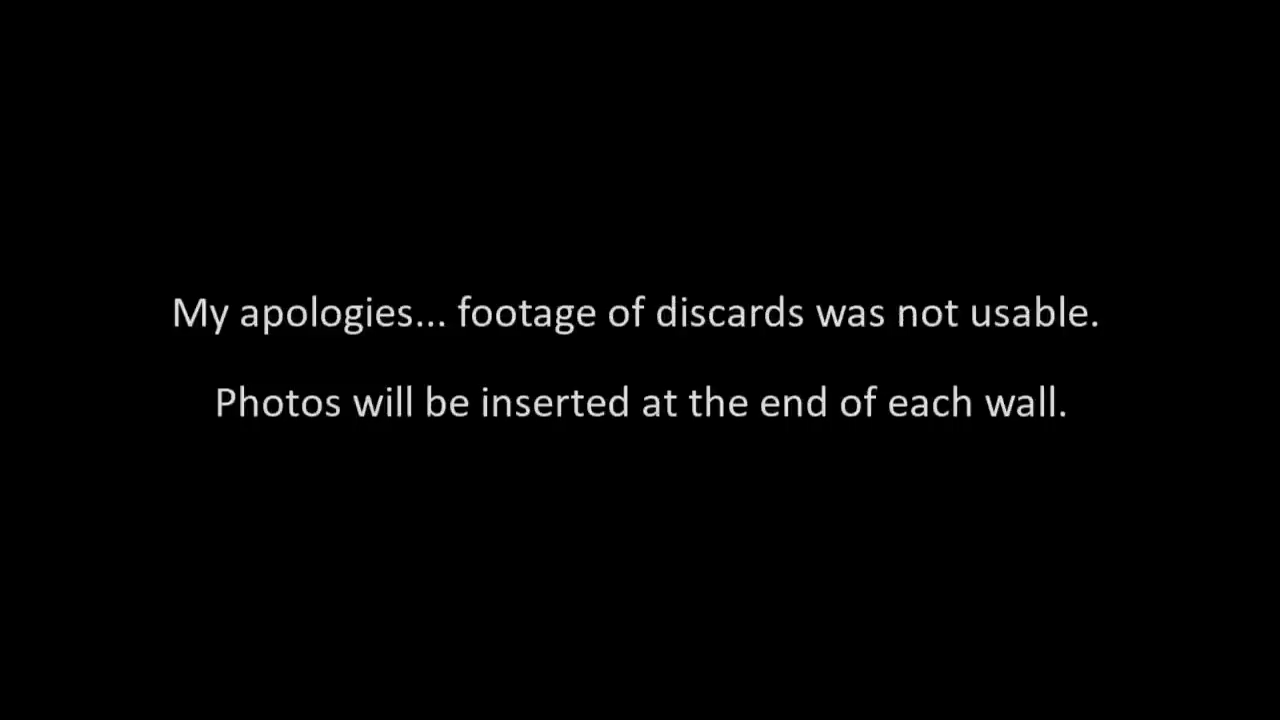 My apologies... footage of discards was not usable.
Photos will be inserted at the end of each wall.